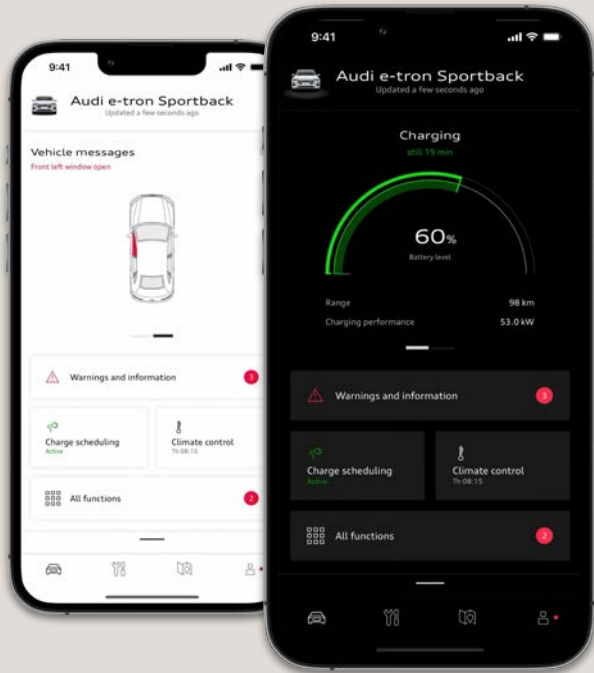 9:41
Audi e-tron Sportback
Updated a few seconds ago
Vehicle messages
Front left window open
Warnings and information
3
Charge scheduling
Active
Climate control
Th 08:15
All functions
2
9:41
Audi e-tron Sportback
Updated a few seconds ago
Charging
still 19 min
60%
Battery level
Range
98 km
Charging performance
53.0 kW
Warnings and information
3
Charge scheduling
Active
Climate control
Th 08:15
All functions
2